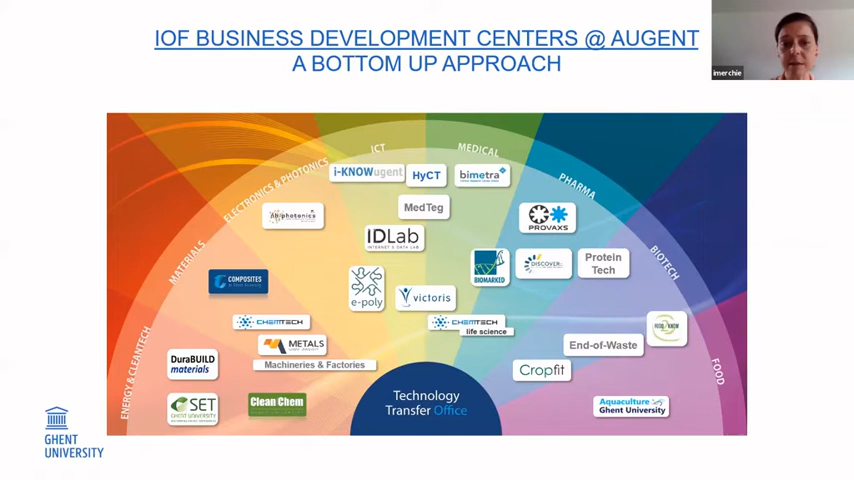 IOF BUSINESS DEVELOPMENT CENTERS @ AUGENT
A BOTTOM UP APPROACH
imerchie
ENERGY & CLEANTECH
MATERIALS
ELECTRONICS & PHOTONICS
ICT
MEDICAL
PHARMA
BIOTECH
FOOD
i-KNOWugent
HyCT
bimetra
MedTeg
photonics
PROVAXS
IDLab
INTERNET & DATA LAB
BIOMARKED
DISCOVER
Protein
Tech
COMPOSITES
e-poly
victoris
CHEMTECH
CHEMTECH
life science
METALS
Machineries & Factories
End-of-Waste
DuraBUILD
materials
Cropfit
SET
GHENT UNIVERSITY
Clean Chem
Aquaculture
Ghent University
Technology
Transfer Office
GHENT
UNIVERSITY